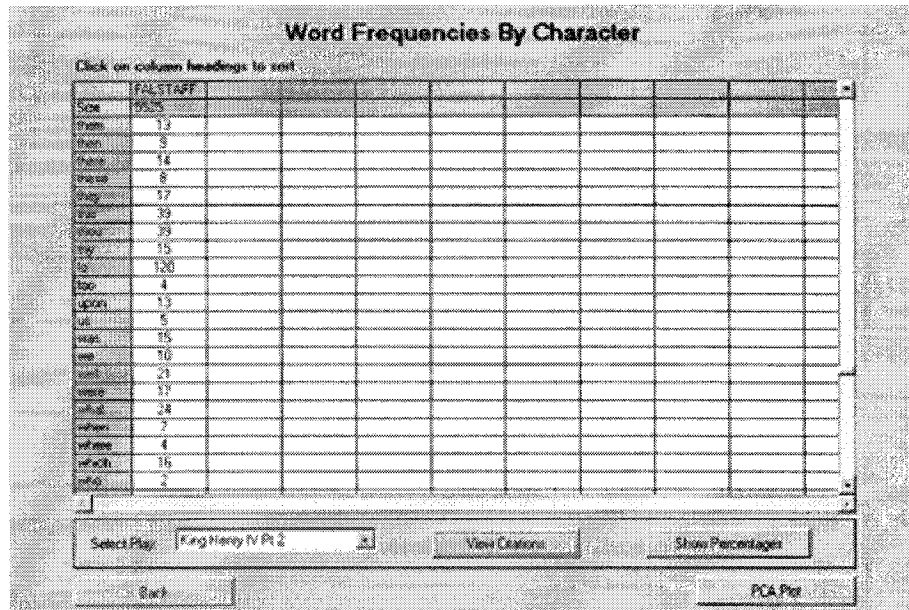 Word Frequencies By Character
Click on column headings to sort
FALSTAFF
Size 5525
them 13
then 9
there 14
these 8
they 17
this 39
thou 39
thy 15
to 120
too 4
upon 13
us 5
was 15
we 10
well 21
were 17
what 24
when 7
where 4
which 16
who 2
Select Play: King Henry IV Pt 2 View Citations Show Percentages
Back PCA Plot